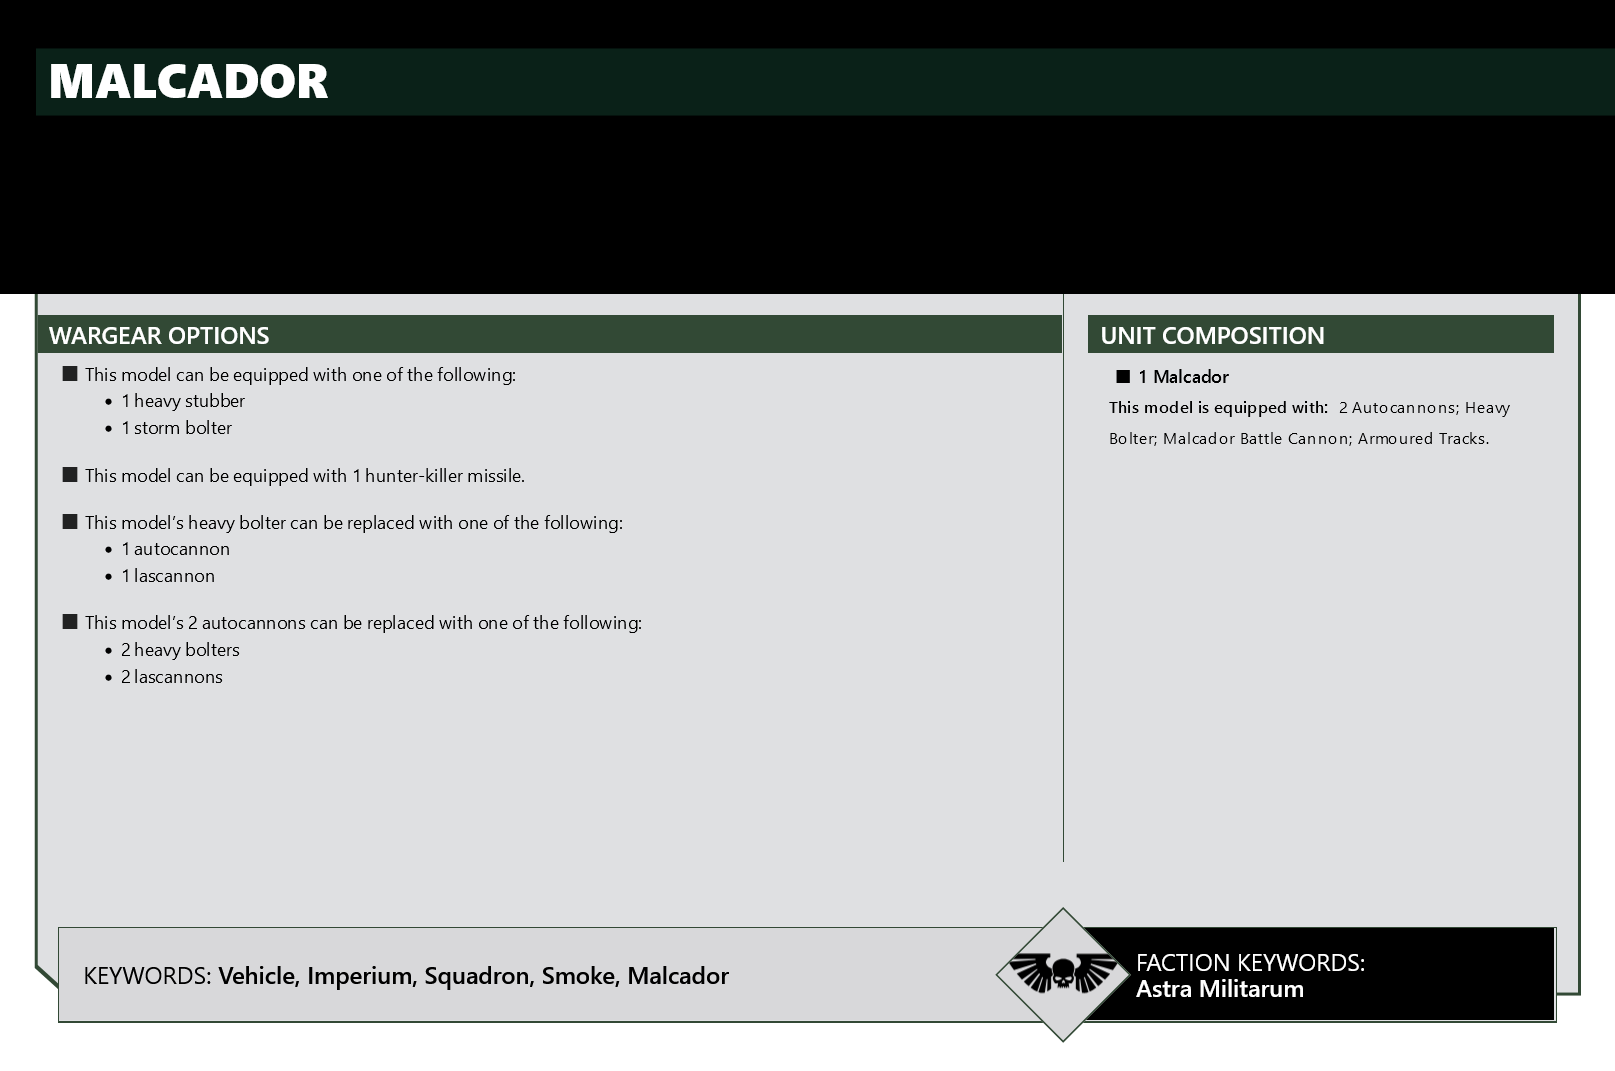 MALCADOR
WARGEAR OPTIONS
■ This model can be equipped with one of the following:
• 1 heavy stubber
• 1 storm bolter
■ This model can be equipped with 1 hunter-killer missile.
■ This model’s heavy bolter can be replaced with one of the following:
• 1 autocannon
• 1 lascannon
■ This model’s 2 autocannons can be replaced with one of the following:
• 2 heavy bolters
• 2 lascannons
UNIT COMPOSITION
■ 1 Malcador
This model is equipped with: 2 Autocannons; Heavy
Bolter; Malcador Battle Cannon; Armoured Tracks.
KEYWORDS: Vehicle, Imperium, Squadron, Smoke, Malcador
FACTION KEYWORDS:
Astra Militarum